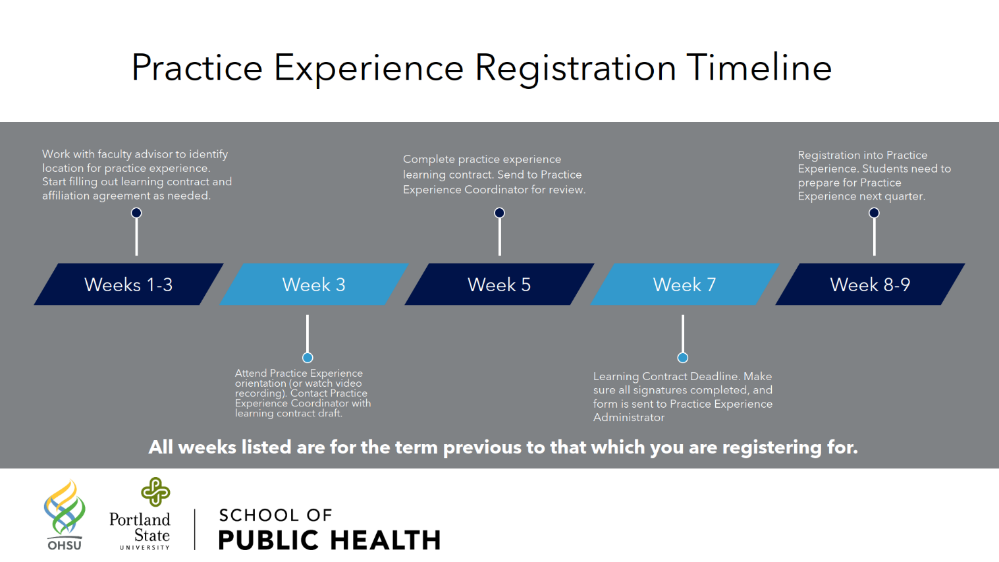 Practice Experience Registration Timeline
Work with faculty advisor to identify
location for practice experience.
Start filling out learning contract and
affiliation agreement as needed.
Complete practice experience
learning contract. Send to Practice
Experience Coordinator for review.
Registration into Practice
Experience. Students need to
prepare for Practice
Experience next quarter.
Weeks 1-3
Week 3
Week 5
Week 7
Week 8-9
Attend Practice Experience
orientation (or watch video
recording). Contact Practice
Experience Coordinator with
learning contract draft.
Learning Contract Deadline. Make
sure all signatures completed, and
form is sent to Practice Experience
Administrator
All weeks listed are for the term previous to that which you are registering for.
OHSU
Portland
State
UNIVERSITY
SCHOOL OF
PUBLIC HEALTH